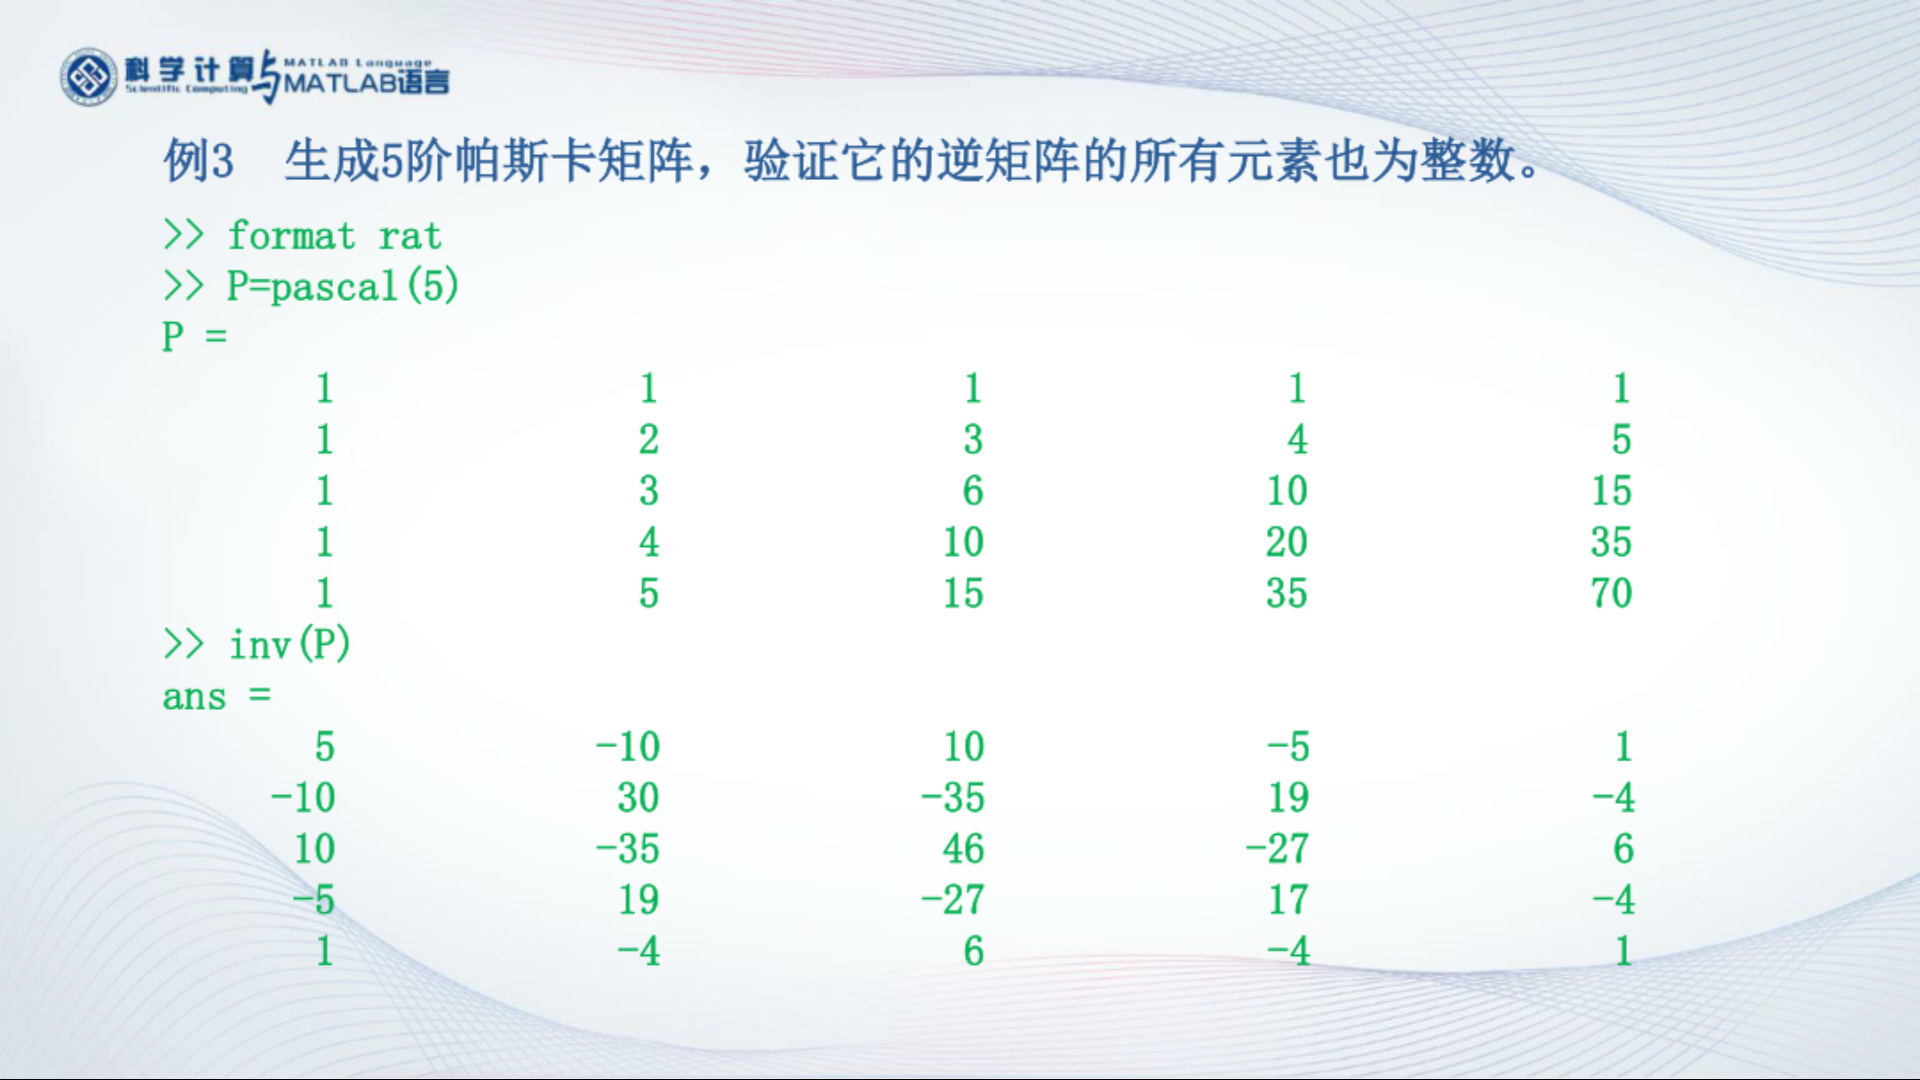 科学计算与MATLAB语言
Scientific Computing MATLAB Language
例3 生成5阶帕斯卡矩阵，验证它的逆矩阵的所有元素也为整数。
>> format rat
>> P=pascal(5)
P =
1 1 1 1 1
1 2 3 4 5
1 3 6 10 15
1 4 10 20 35
1 5 15 35 70
>> inv(P)
ans =
5 -10 10 -5 1
-10 30 -35 19 -4
10 -35 46 -27 6
-5 19 -27 17 -4
1 -4 6 -4 1